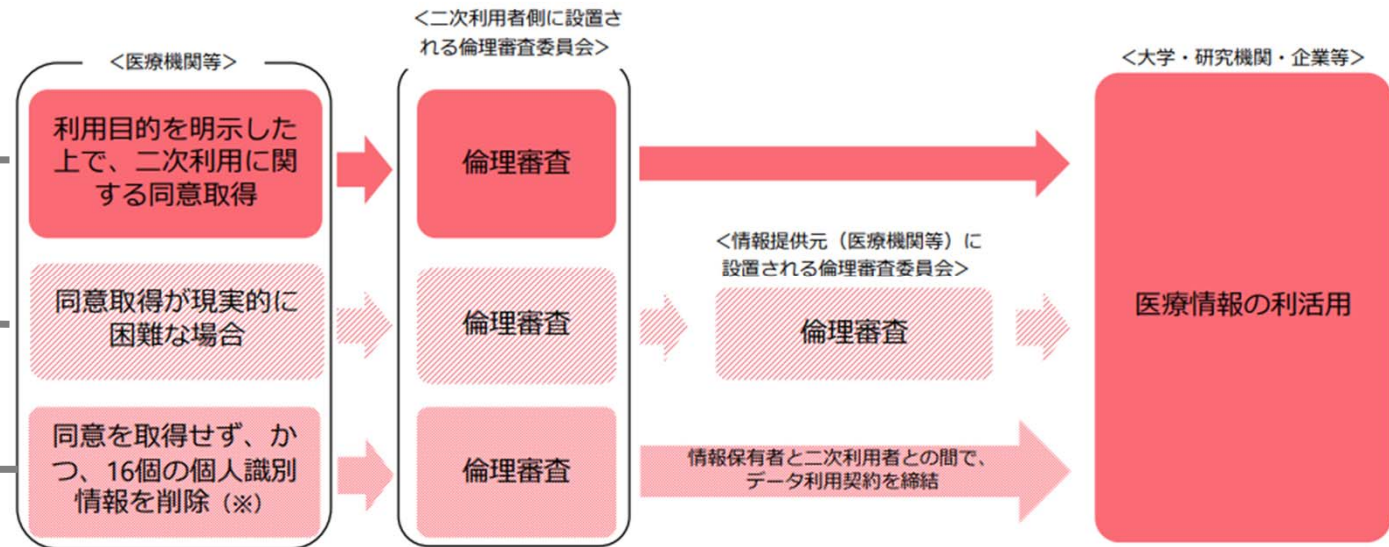 <二次利用者側に設置さ
れる倫理審査委員会>
<医療機関等>
<大学・研究機関・企業等>
利用目的を明示した
上で、二次利用に関
する同意取得
倫理審査
<情報提供元（医療機関等）に
設置される倫理審査委員会>
同意取得が現実的に
困難な場合
倫理審査
倫理審査
医療情報の利活用
同意を取得せず、か
つ、16個の個人識別
情報を削除（※）
倫理審査
情報保有者と二次利用者との間で、
データ利用契約を締結